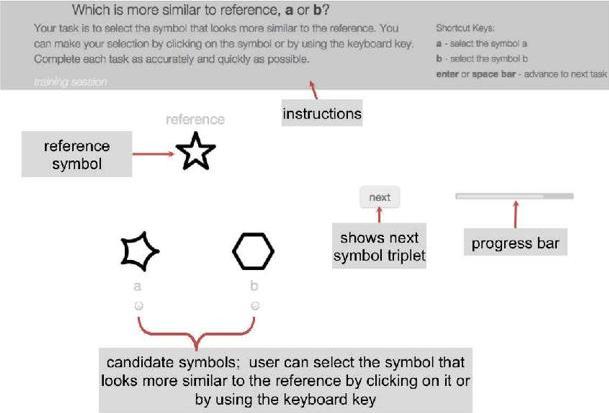 Which is more similar to reference, a or b?
Your task is to select the symbol that looks more similar to the reference. You
can make your selection by clicking on the symbol or by using the keyboard key.
Complete each task as accurately and quickly as possible.
training session
Shortcut Keys:
a - select the symbol a
b - select the symbol b
enter or space bar - advance to next task
instructions
reference
reference
symbol
next
shows next
symbol triplet
progress bar
a
b
candidate symbols; user can select the symbol that
looks more similar to the reference by clicking on it or
by using the keyboard key